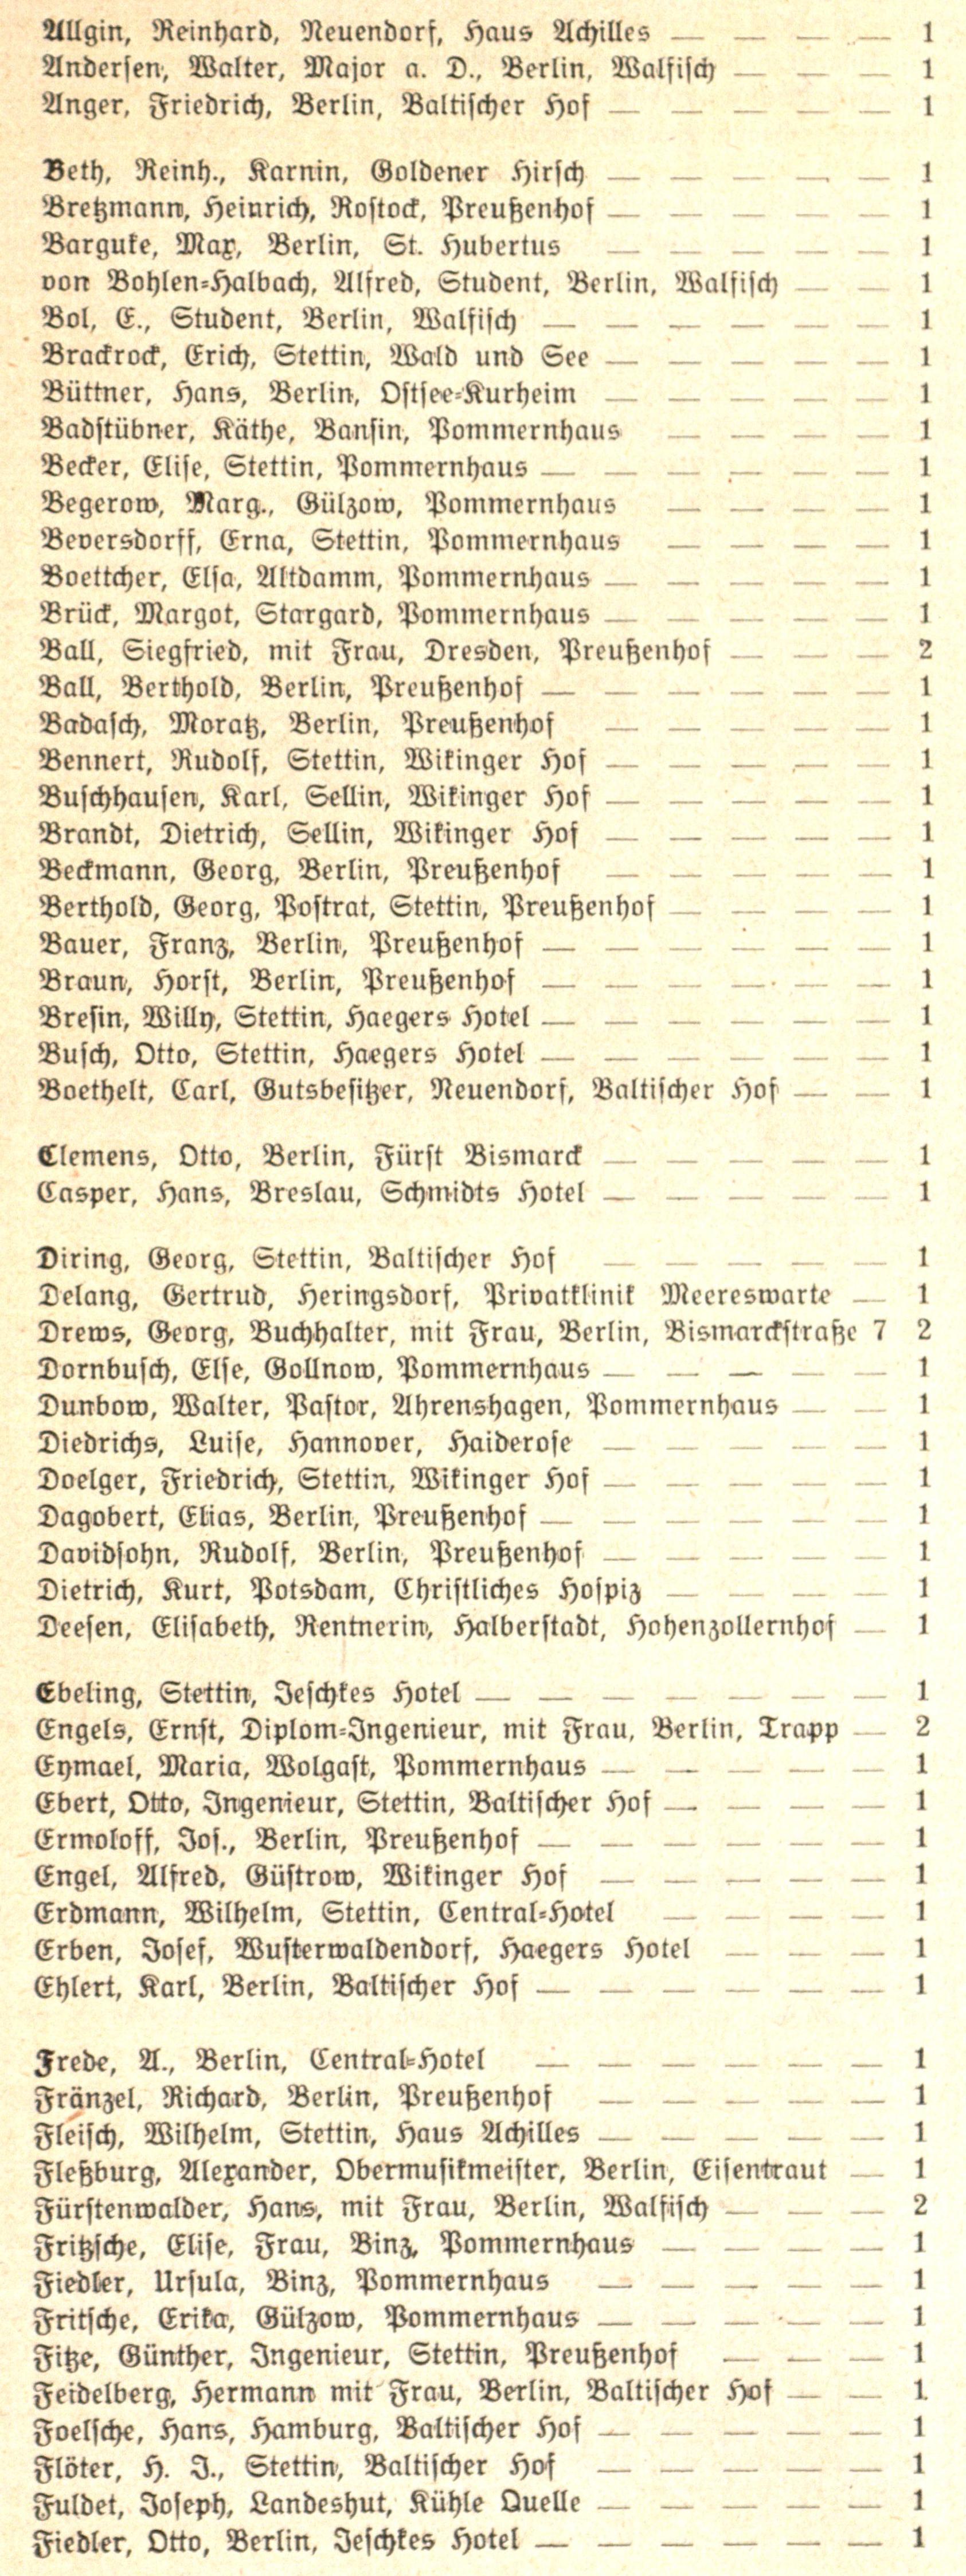 Allgin, Reinhard, Neuendorf, Haus Achilles — — — — 1
Andersen, Walter, Major a. D., Berlin, Walfisch — — — 1
Anger, Friedrich, Berlin, Baltischer Hof — — — — — 1
Beth, Reinh., Karnin, Goldener Hirsch — — — — — 1
Bretzmann, Heinrich, Rostock, Preußenhof — — — — — 1
Barguke, Max, Berlin, St. Hubertus — — — — — 1
von Bohlen=Halbach, Alfred, Student, Berlin, Walfisch — — 1
Bol, E., Student, Berlin, Walfisch — — — — — — 1
Brackrock, Erich, Stettin, Wald und See — — — — — 1
Büttner, Hans, Berlin, Ostsee=Kurheim — — — — — 1
Badstübner, Käthe, Bansin, Pommernhaus — — — — 1
Becker, Elise, Stettin, Pommernhaus — — — — — — 1
Begerow, Marg., Gülzow, Pommernhaus — — — — 1
Beversdorff, Erna, Stettin, Pommernhaus — — — — 1
Boettcher, Elsa, Altdamm, Pommernhaus — — — — — 1
Brück, Margot, Stargard, Pommernhaus — — — — — 1
Ball, Siegfried, mit Frau, Dresden, Preußenhof — — — 2
Ball, Berthold, Berlin, Preußenhof — — — — — — 1
Badasch, Moratz, Berlin, Preußenhof — — — — — 1
Bennert, Rudolf, Stettin, Wikinger Hof — — — — — 1
Buschhausen, Karl, Sellin, Wikinger Hof — — — — — 1
Brandt, Dietrich, Sellin, Wikinger Hof — — — — — 1
Beckmann, Georg, Berlin, Preußenhof — — — — — 1
Berthold, Georg, Postrat, Stettin, Preußenhof — — — — 1
Bauer, Franz, Berlin, Preußenhof — — — — — — 1
Braun, Horst, Berlin, Preußenhof — — — — — — 1
Bresin, Willy, Stettin, Haegers Hotel — — — — — — 1
Busch, Otto, Stettin, Haegers Hotel — — — — — — 1
Boethelt, Carl, Gutsbesitzer, Neuendorf, Baltischer Hof — — 1
Clemens, Otto, Berlin, Fürst Bismarck — — — — — 1
Casper, Hans, Breslau, Schmidts Hotel — — — — — 1
Diring, Georg, Stettin, Baltischer Hof — — — — — 1
Delang, Gertrud, Heringsdorf, Privatklinik Meereswarte — 1
Drews, Georg, Buchhalter, mit Frau, Berlin, Bismarckstraße 7 2
Dornbusch, Else, Gollnow, Pommernhaus — — — — — 1
Dunbow, Walter, Pastor, Ahrenshagen, Pommernhaus — — 1
Diedrichs, Luise, Hannover, Haiderose — — — — — 1
Doelger, Friedrich, Stettin, Wikinger Hof — — — — — 1
Dagobert, Elias, Berlin, Preußenhof — — — — — — 1
Davidsohn, Rudolf, Berlin, Preußenhof — — — — — 1
Dietrich, Kurt, Potsdam, Christliches Hospiz — — — — 1
Deesen, Elisabeth, Rentnerin, Halberstadt, Hohenzollernhof — 1
Ebeling, Stettin, Jeschkes Hotel — — — — — — — 1
Engels, Ernst, Diplom=Ingenieur, mit Frau, Berlin, Trapp — 2
Eymael, Maria, Wolgast, Pommernhaus — — — — — 1
Ebert, Otto, Ingenieur, Stettin, Baltischer Hof — — — — 1
Ermoloff, Jos., Berlin, Preußenhof — — — — — — 1
Engel, Alfred, Güstrow, Wikinger Hof — — — — — 1
Erdmann, Wilhelm, Stettin, Central=Hotel — — — — 1
Erben, Josef, Wusterwaldendorf, Haegers Hotel — — — 1
Ehlert, Karl, Berlin, Baltischer Hof — — — — — — 1
Frede, A., Berlin, Central=Hotel — — — — — — 1
Fränzel, Richard, Berlin, Preußenhof — — — — — 1
Fleisch, Wilhelm, Stettin, Haus Achilles — — — — — 1
Fleßburg, Alexander, Obermusikmeister, Berlin, Eisentraut — 1
Fürstenwalder, Hans, mit Frau, Berlin, Walfisch — — — 2
Fritzsche, Elise, Frau, Binz, Pommernhaus — — — — 1
Fiedler, Ursula, Binz, Pommernhaus — — — — — 1
Fritsche, Erika, Gülzow, Pommernhaus — — — — — 1
Fitze, Günther, Ingenieur, Stettin, Preußenhof — — — 1
Feidelberg, Hermann mit Frau, Berlin, Baltischer Hof — — 1
Foelsche, Hans, Hamburg, Baltischer Hof — — — — — 1
Flöter, H. J., Stettin, Baltischer Hof — — — — — 1
Fuldet, Joseph, Landeshut, Kühle Quelle — — — — — 1
Fiedler, Otto, Berlin, Jeschkes Hotel — — — — — — 1